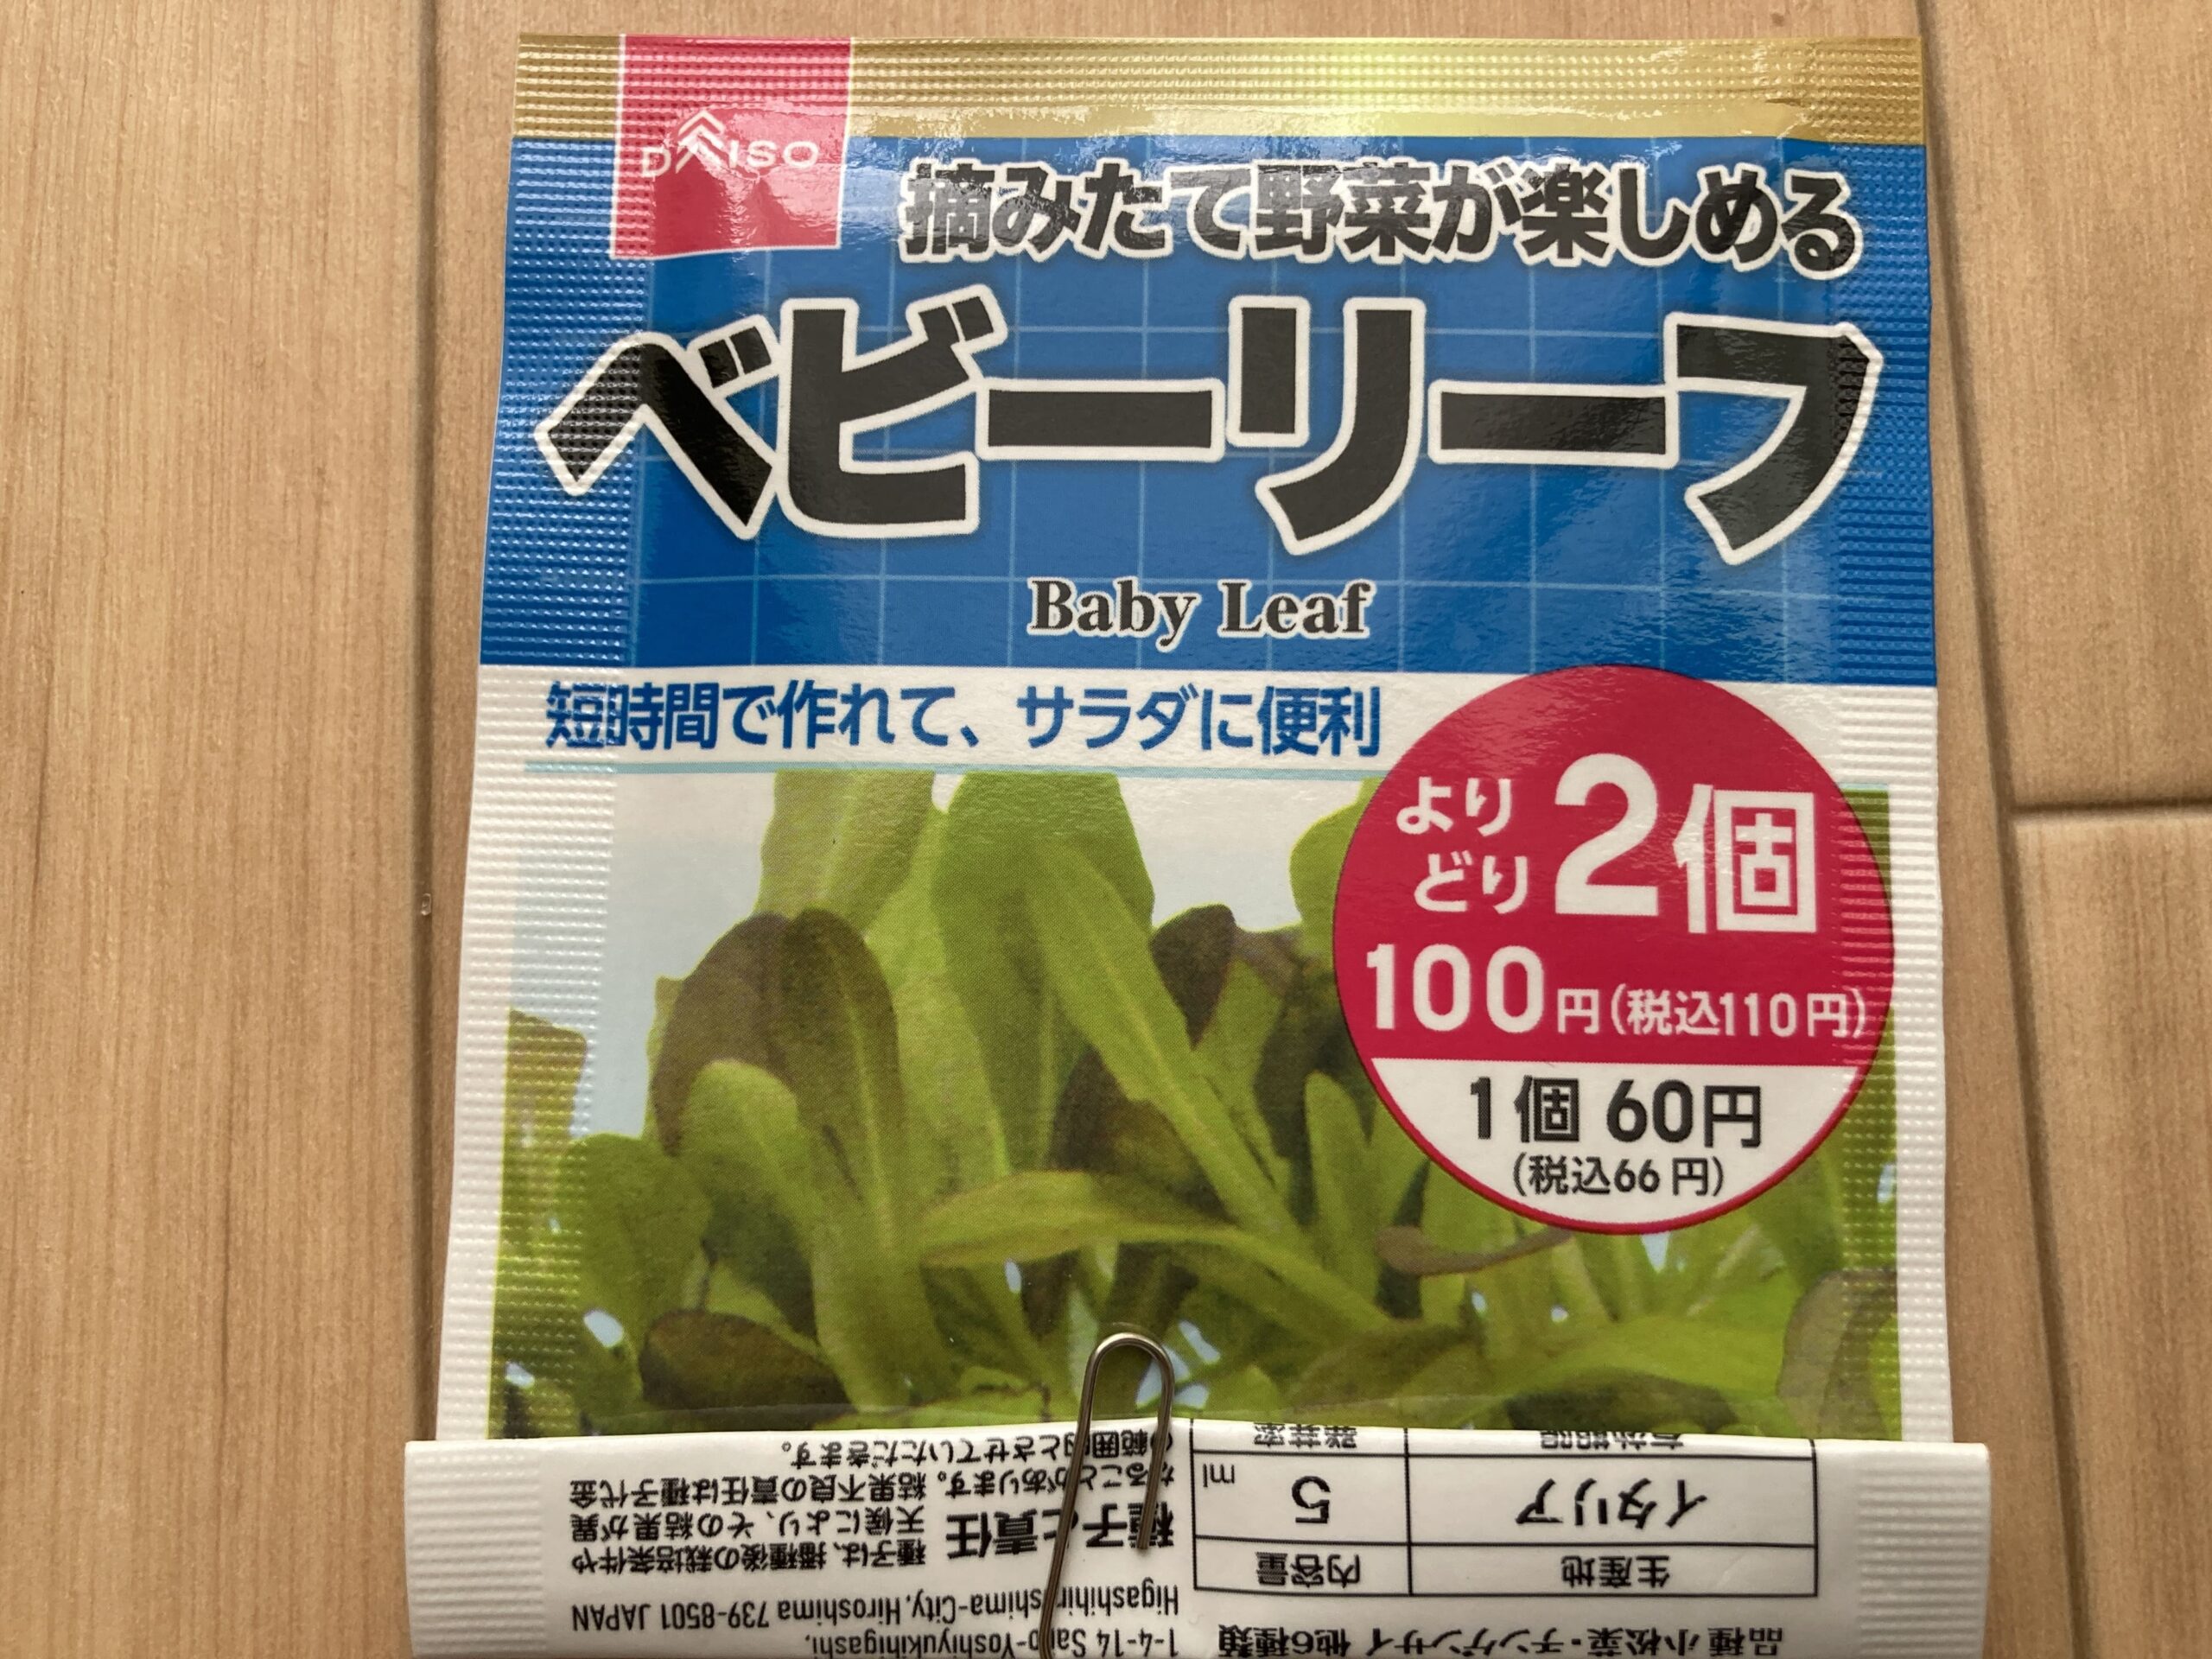 DAISO
摘みたて野菜が楽しめる
ベビーリーフ
Baby Leaf
短時間で作れて、サラダに便利
よりどり2個
100円(税込110円)
1個 60円
(税込66円)
品種 小松菜・チンゲンサイ 他6種類
生産地 内容量
イタリア 5 ml
有効期限 発芽率
1-4-14 Saijo-Yoshiyukihigashi,
Higashihiroshima-City, Hiroshima 739-8501 JAPAN
種子と責任 種子は、播種後の栽培条件や
天候により、その結果が異
なることがあります。結果不良の責任は種子代金
の範囲内とさせていただきます。